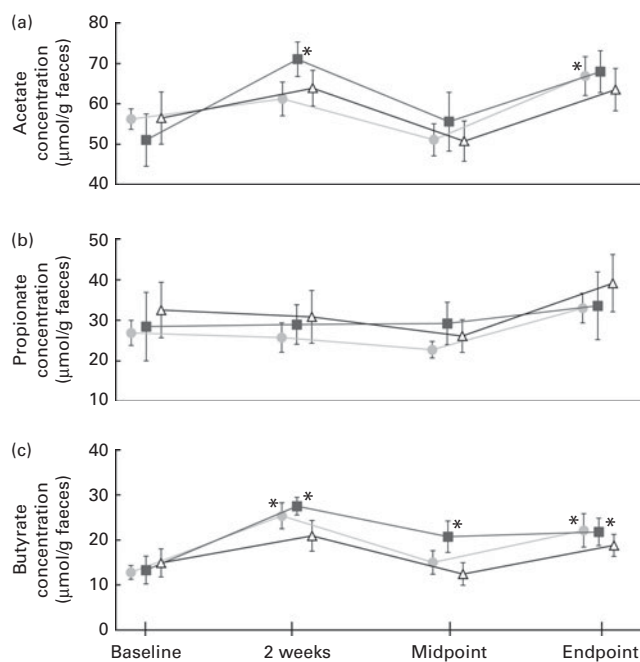 (a)
80
70
60
50
40
Acetate
concentration
(μmol/g faeces)
*
*
(b)
50
40
30
20
10
Propionate
concentration
(μmol/g faeces)
(c)
40
30
20
10
0
Butyrate
concentration
(μmol/g faeces)
* *
*
* *
Baseline 2 weeks Midpoint Endpoint